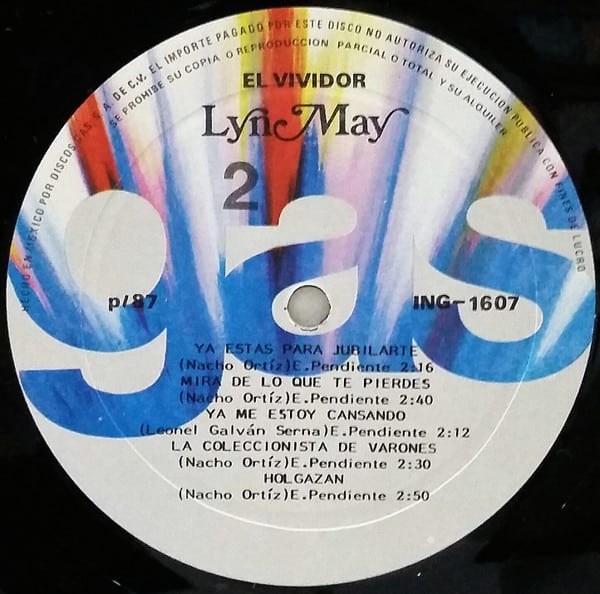 HECHO EN MEXICO POR DISCOS GAS, S. A. DE C.V. EL IMPORTE PAGADO POR ESTE DISCO NO AUTORIZA SU EJECUCION PUBLICA CON FINES DE LUCRO
SE PROHIBE SU COPIA O REPRODUCCION PARCIAL O TOTAL Y SU ALQUILER
EL VIVIDOR
Lyn May
2
gas
p/87
ING-1607
YA ESTAS PARA JUBILARTE
(Nacho Ortíz)E.Pendiente 2:16
MIRA DE LO QUE TE PIERDES
(Nacho Ortíz)E.Pendiente 2:40
YA ME ESTOY CANSANDO
(Leonel Galván Serna)E.Pendiente 2:12
LA COLECCIONISTA DE VARONES
(Nacho Ortíz)E.Pendiente 2:30
HOLGAZAN
(Nacho Ortíz)E.Pendiente 2:50